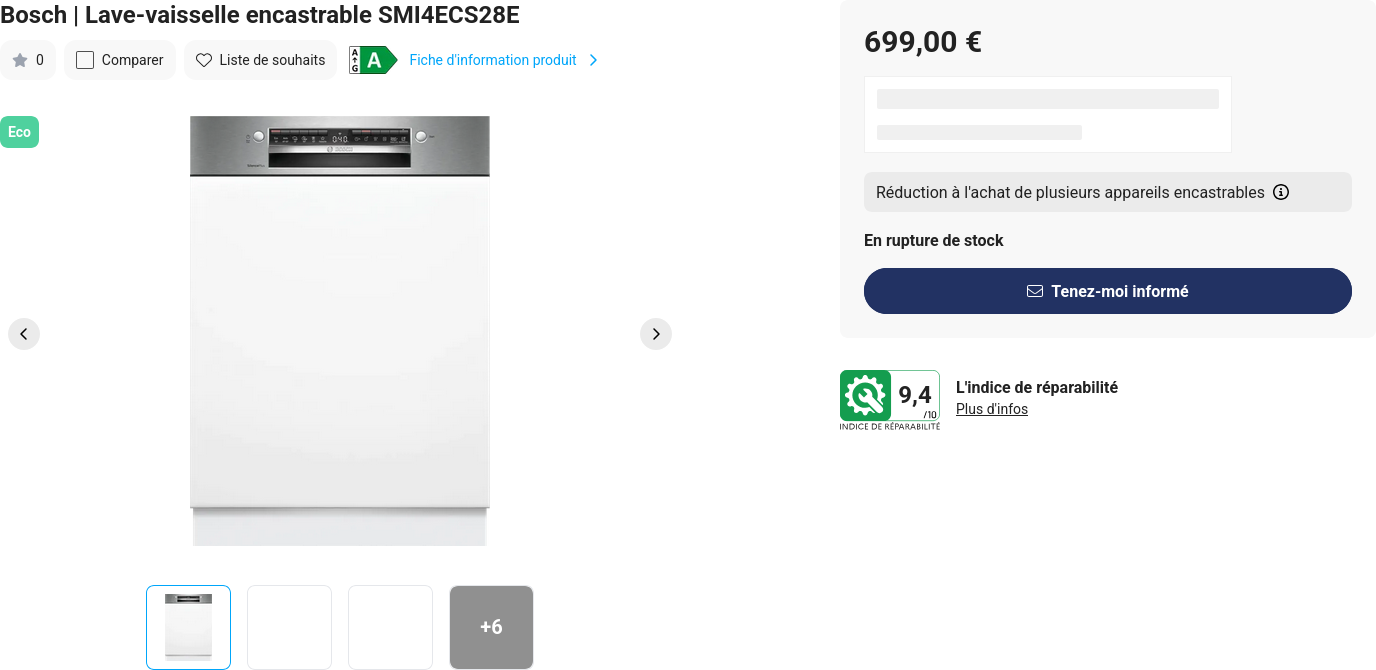 Bosch | Lave-vaisselle encastrable SMI4ECS28E
0
Comparer
Liste de souhaits
A
G
A
Fiche d'information produit
Eco
040
BOSCH
+6
699,00 €
Réduction à l'achat de plusieurs appareils encastrables
En rupture de stock
Tenez-moi informé
9,4
/10
INDICE DE RÉPARABILITÉ
L'indice de réparabilité
Plus d'infos